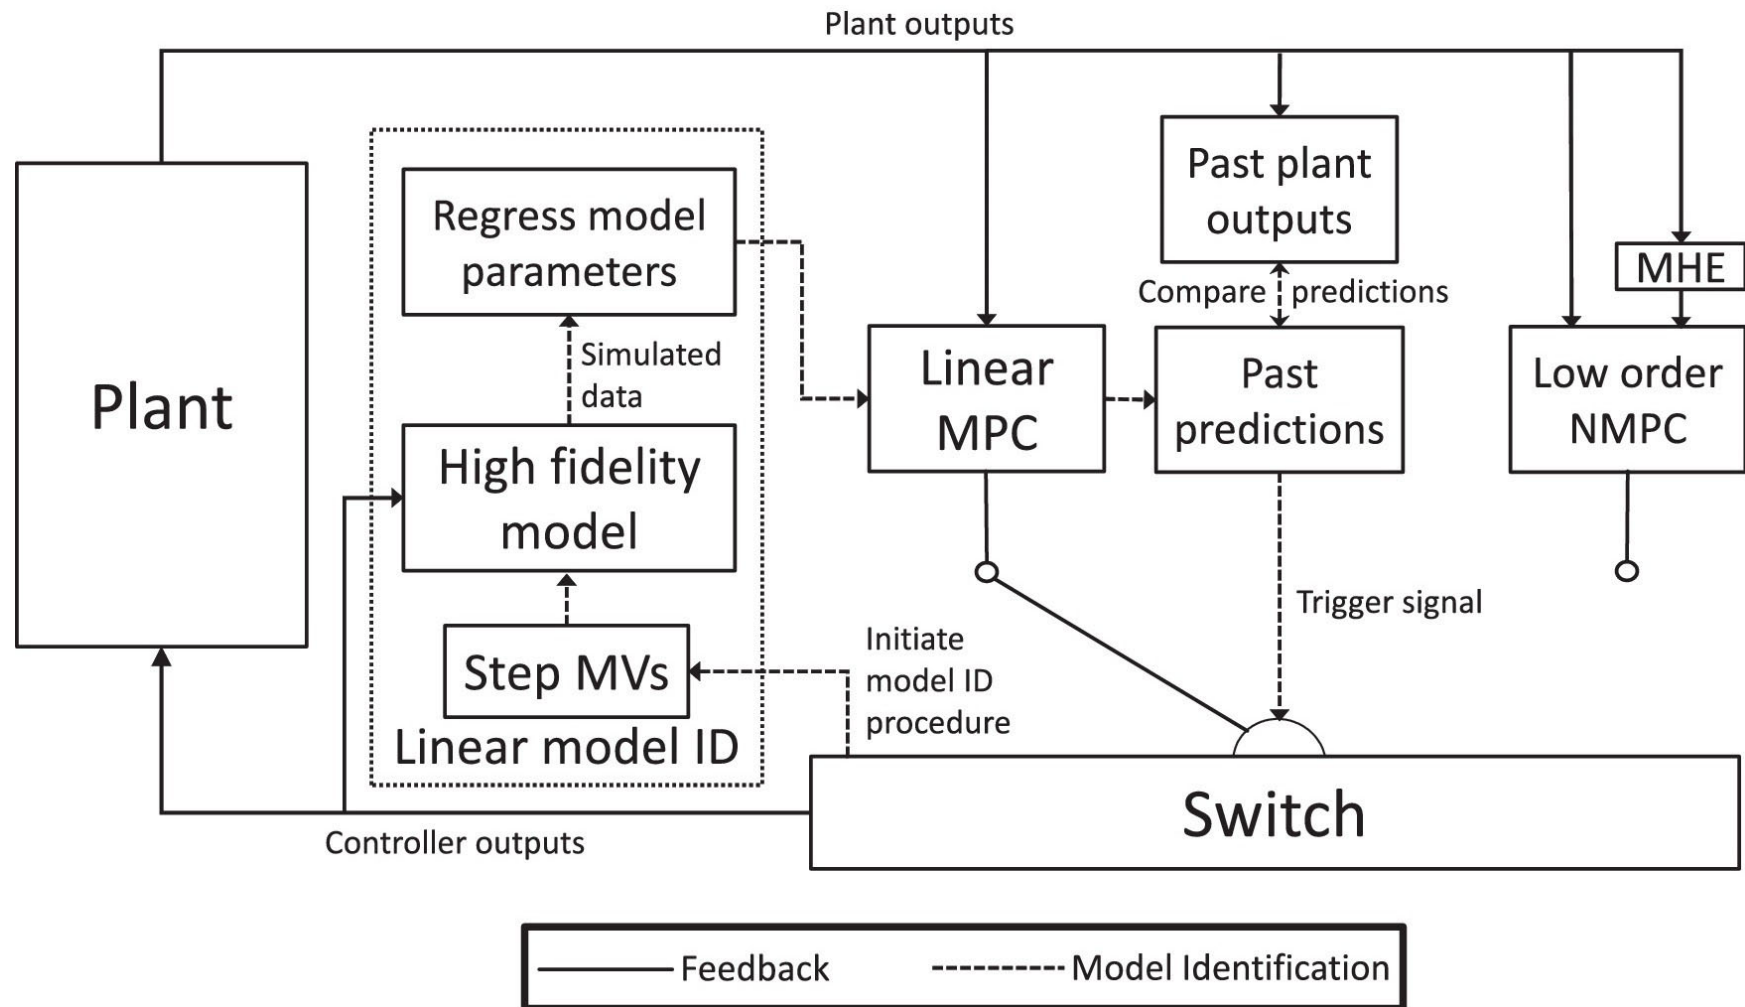 Plant outputs
Plant
Regress model
parameters
Simulated
data
High fidelity
model
Step MVs
Linear model ID
Initiate
model ID
procedure
Linear
MPC
Past plant
outputs
Compare predictions
Past
predictions
MHE
Low order
NMPC
Trigger signal
Switch
Controller outputs
Feedback
Model Identification